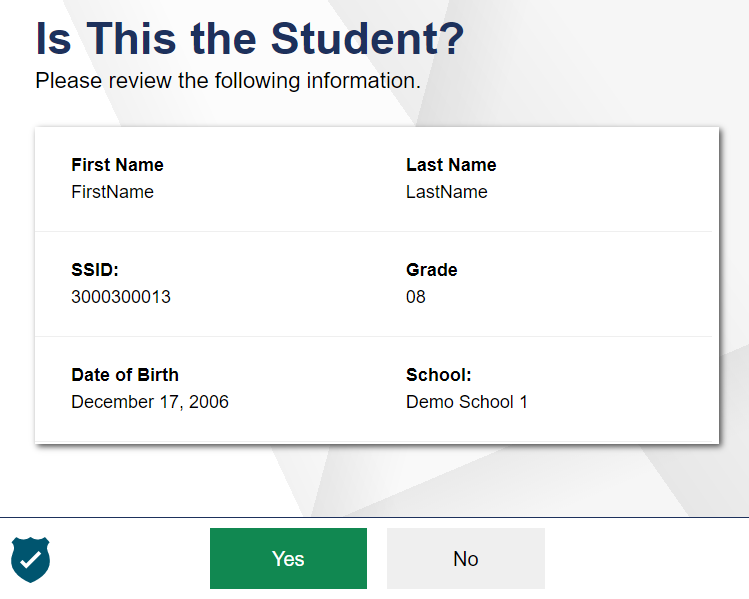 Is This the Student?
Please review the following information.
First Name
Last Name
FirstName
LastName
SSID:
Grade
3000300013
08
Date of Birth
School:
December 17, 2006
Demo School 1
Yes
No